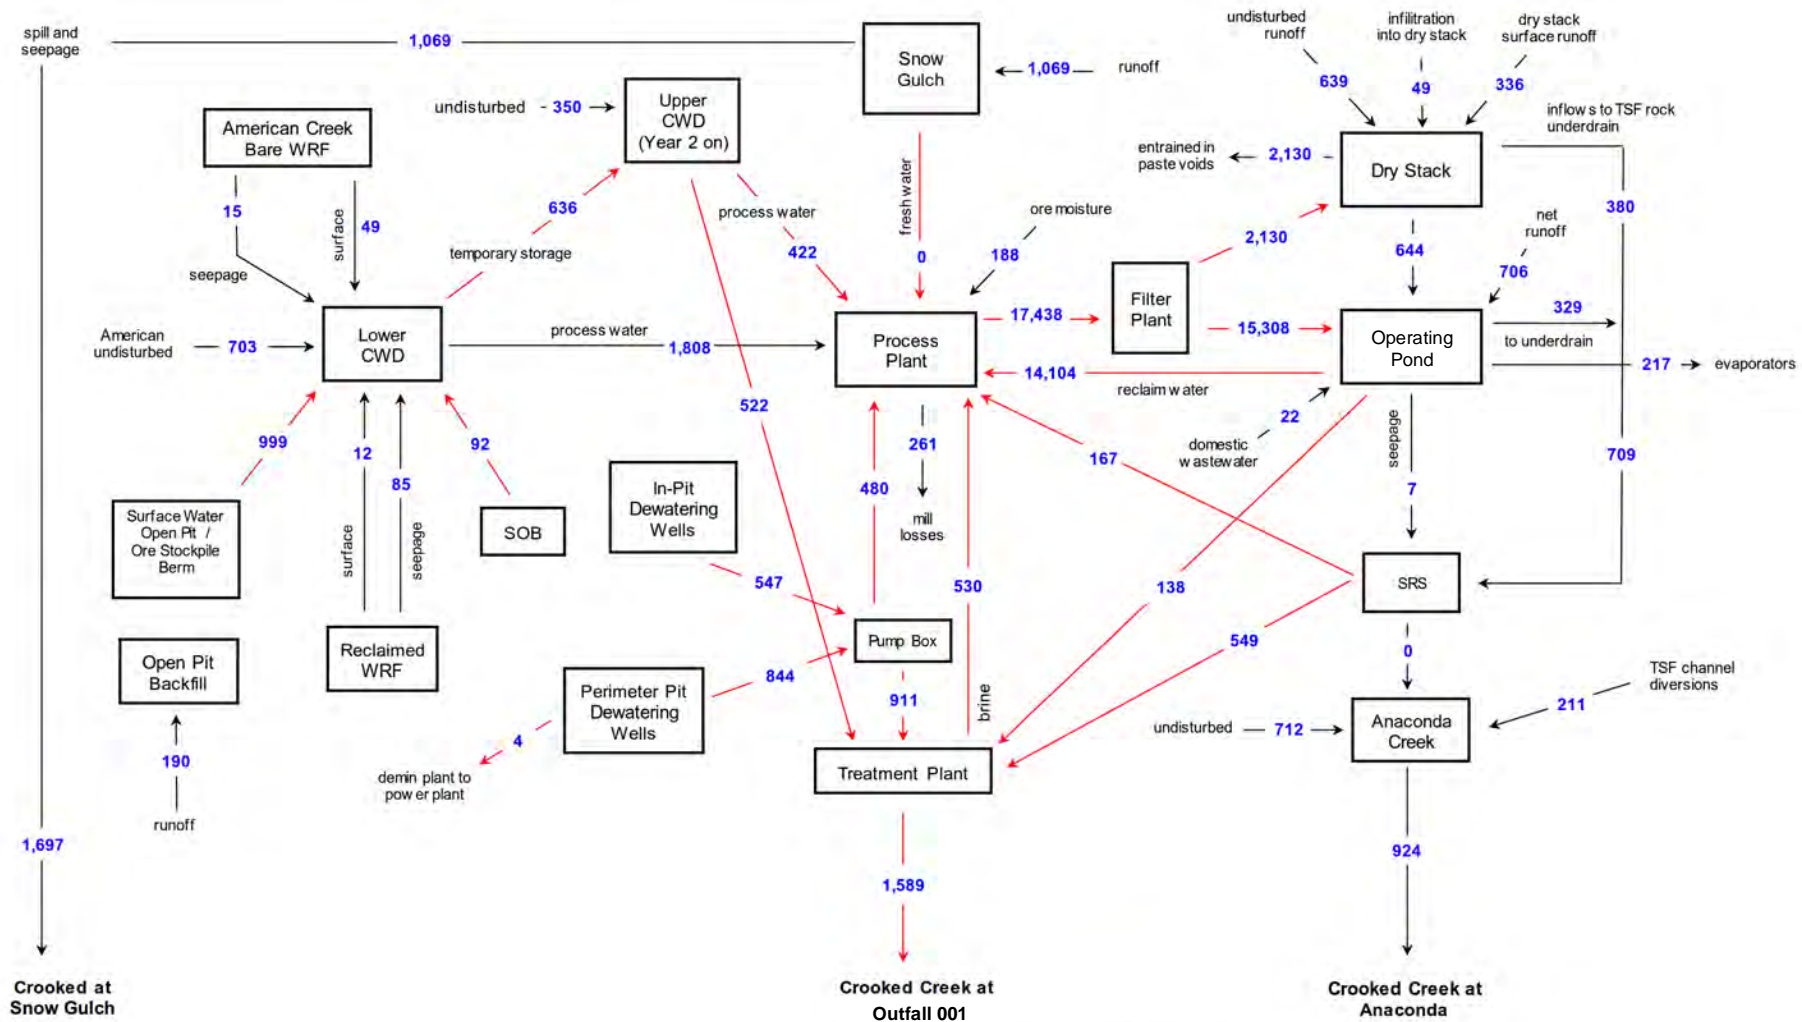 spill and
seepage
1,069
Snow
Gulch
1,069
runoff
undisturbed
runoff
infilitration
into dry stack
dry stack
surface runoff
639
49
336
inflows to TSF rock
underdrain
undisturbed
350
Upper
CWD
(Year 2 on)
American Creek
Bare WRF
entrained in
paste voids
2,130
Dry Stack
380
15
surface
49
636
process water
fresh water
ore moisture
net
runoff
seepage
temporary storage
422
0
188
2,130
644
706
American
undisturbed
703
Lower
CWD
process water
1,808
Process
Plant
17,438
Filter
Plant
15,308
Operating
Pond
329
to underdrain
217
evaporators
14,104
reclaim water
522
22
domestic
wastewater
999
12
85
92
261
167
seepage
709
480
7
Surface Water
Open Pit /
Ore Stockpile
Berm
surface
seepage
SOB
In-Pit
Dewatering
Wells
mill
losses
547
530
138
SRS
Open Pit
Backfill
Reclaimed
WRF
Pump Box
549
0
844
Perimeter Pit
Dewatering
Wells
911
brine
TSF channel
diversions
211
4
undisturbed
712
Anaconda
Creek
190
demin plant to
power plant
Treatment Plant
runoff
1,697
1,589
924
Crooked at
Snow Gulch
Crooked Creek at
Outfall 001
Crooked Creek at
Anaconda